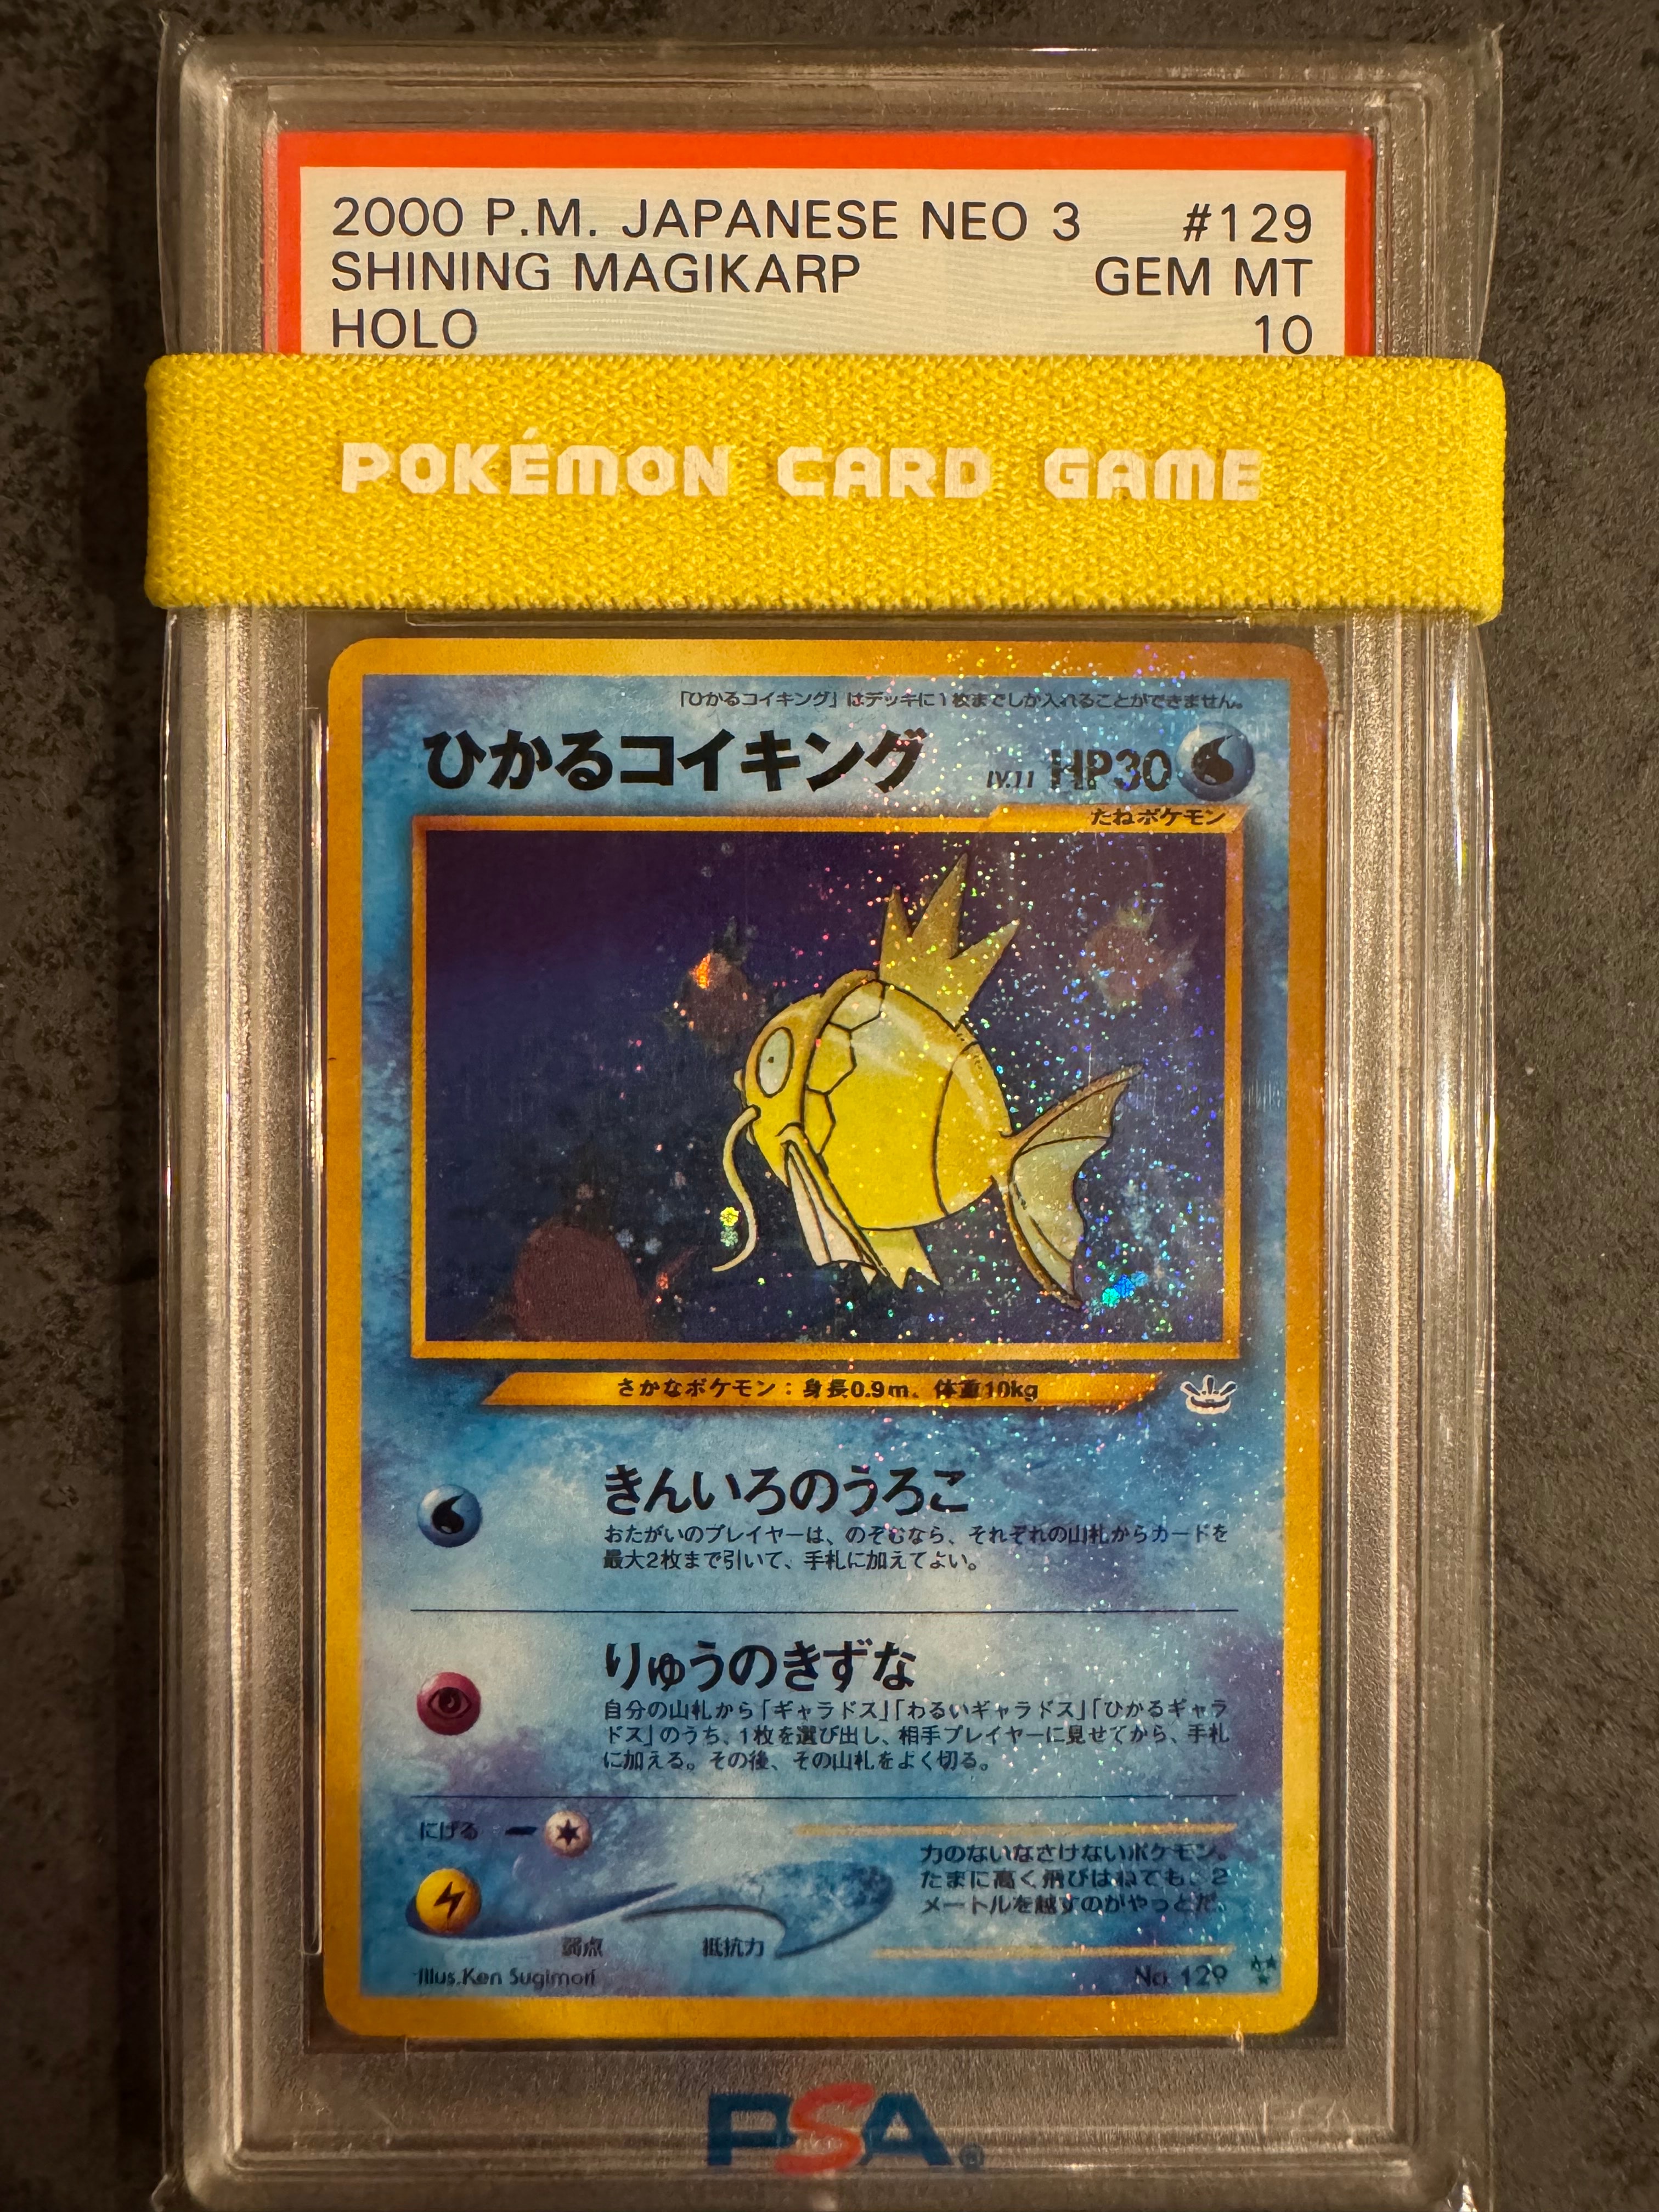 2000 P.M. JAPANESE NEO 3 #129
SHINING MAGIKARP GEM MT
HOLO 10
POKÉMON CARD GAME
「ひかるコイキング」はデッキに1枚までしか入れることができません。
ひかるコイキング LV.11 HP30
たねポケモン
さかなポケモン：身長0.9m、体重10kg
きんいろのうろこ
おたがいのプレイヤーは、のぞむなら、それぞれの山札からカードを
最大2枚まで引いて、手札に加えてよい。
りゅうのきずな
自分の山札から「ギャラドス」「わるいギャラドス」「ひかるギャラ
ドス」のうち、1枚を選び出し、相手プレイヤーに見せてから、手札
に加える。その後、その山札をよく切る。
にげる
力のないなさけないポケモン。
たまに高く飛びはねても、2
メートルを越すのがやっとだ。
弱点 抵抗力
Illus.Ken Sugimori No. 129
PSA®